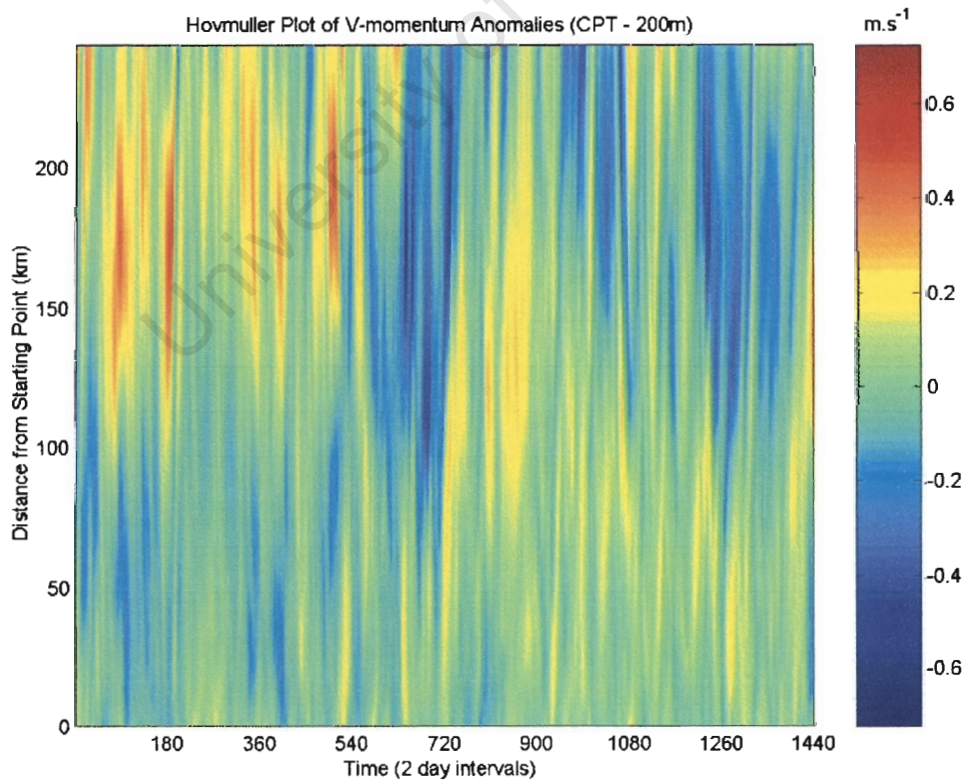 Hovmuller Plot of V-momentum Anomalies (CPT - 200m)
m.s-1
Distance from Starting Point (km)
200
150
100
50
0
180 360 540 720 900 1080 1260 1440
Time (2 day intervals)
0.6
0.4
0.2
0
-0.2
-0.4
-0.6
University of